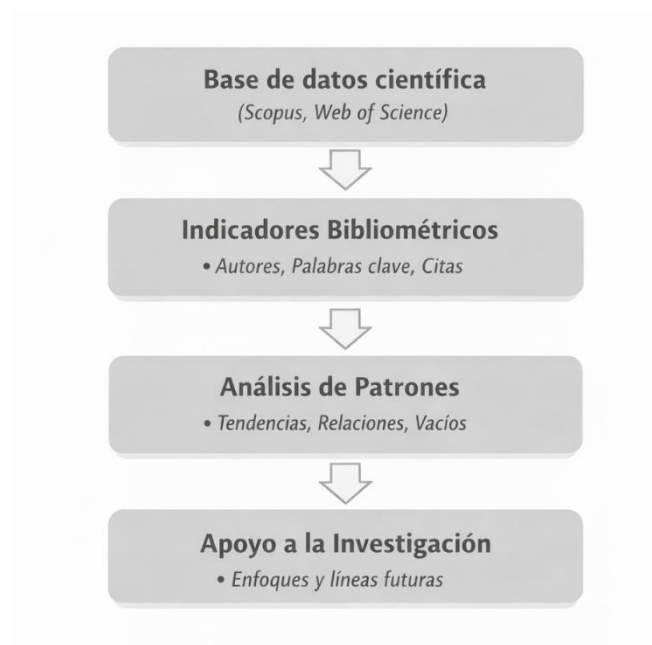 Base de datos científica
(Scopus, Web of Science)
Indicadores Bibliométricos
• Autores, Palabras clave, Citas
Análisis de Patrones
• Tendencias, Relaciones, Vacíos
Apoyo a la Investigación
• Enfoques y líneas futuras